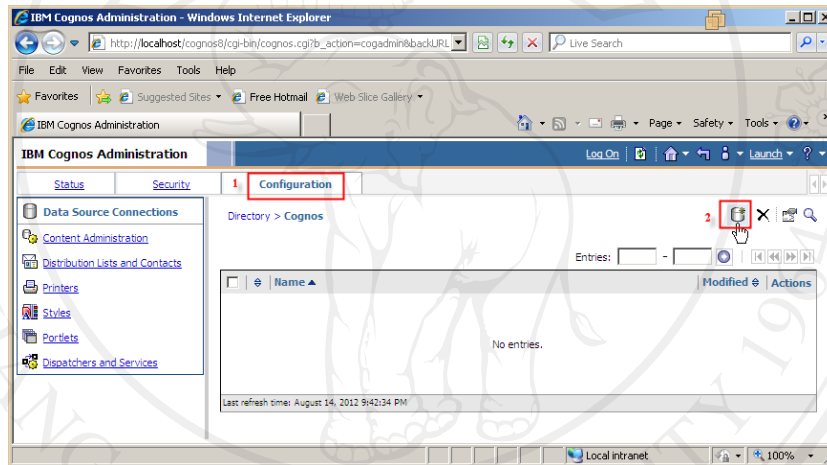 IBM Cognos Administration - Windows Internet Explorer
http://localhost/cognos8/cgi-bin/cognos.cgi?b_action=cogadmin&backURL
Live Search
File Edit View Favorites Tools Help
Favorites Suggested Sites Free Hotmail Web Slice Gallery
IBM Cognos Administration
Page Safety Tools
IBM Cognos Administration
Log On Launch ?
Status Security 1 Configuration
Data Source Connections
Content Administration
Distribution Lists and Contacts
Printers
Styles
Portlets
Dispatchers and Services
Directory > Cognos
2
Entries: -
Name Modified Actions
No entries.
Last refresh time: August 14, 2012 9:42:34 PM
Local intranet 100%